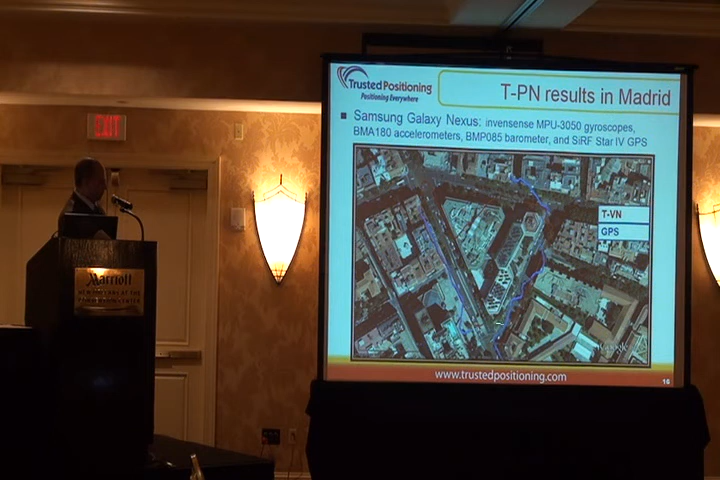 EXIT
Marriott
Trusted Positioning
Positioning Everywhere
T-PN results in Madrid
Samsung Galaxy Nexus: invensense MPU-3050 gyroscopes,
BMA180 accelerometers, BMP085 barometer, and SiRF Star IV GPS
T-VN
GPS
Google
www.trustedpositioning.com
16